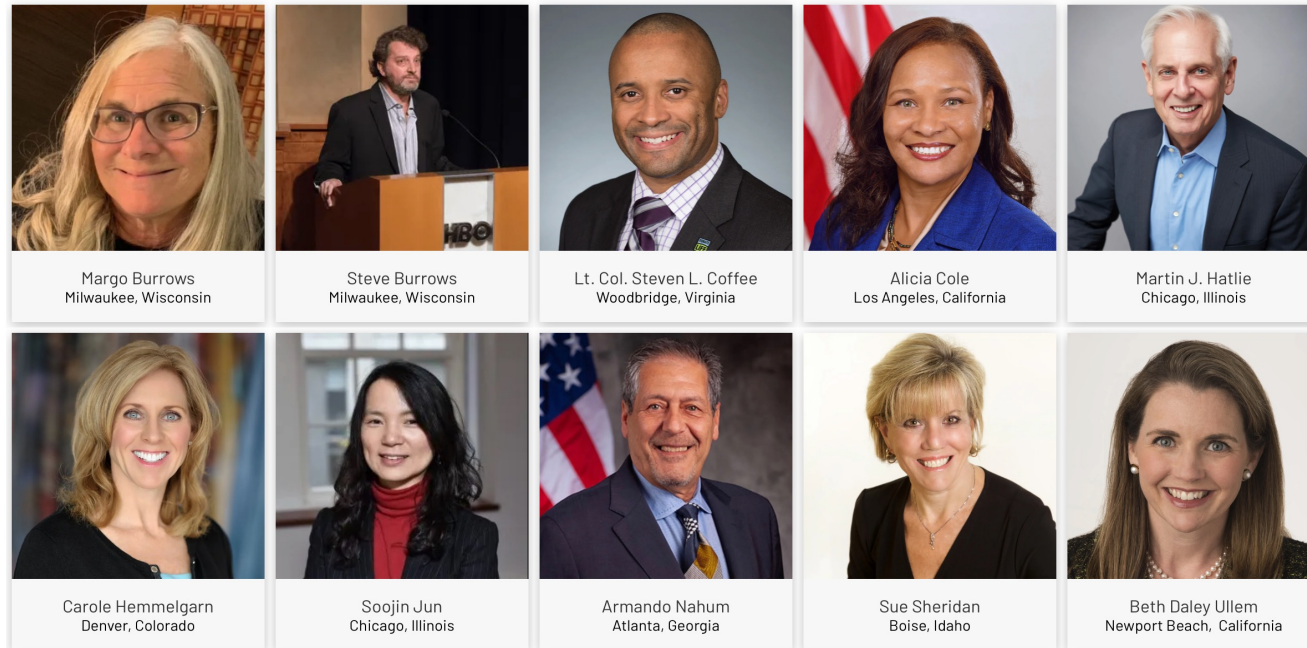 HBO
Margo Burrows
Milwaukee, Wisconsin
Steve Burrows
Milwaukee, Wisconsin
Lt. Col. Steven L. Coffee
Woodbridge, Virginia
Alicia Cole
Los Angeles, California
Martin J. Hatlie
Chicago, Illinois
Carole Hemmelgarn
Denver, Colorado
Soojin Jun
Chicago, Illinois
Armando Nahum
Atlanta, Georgia
Sue Sheridan
Boise, Idaho
Beth Daley Ullem
Newport Beach, California